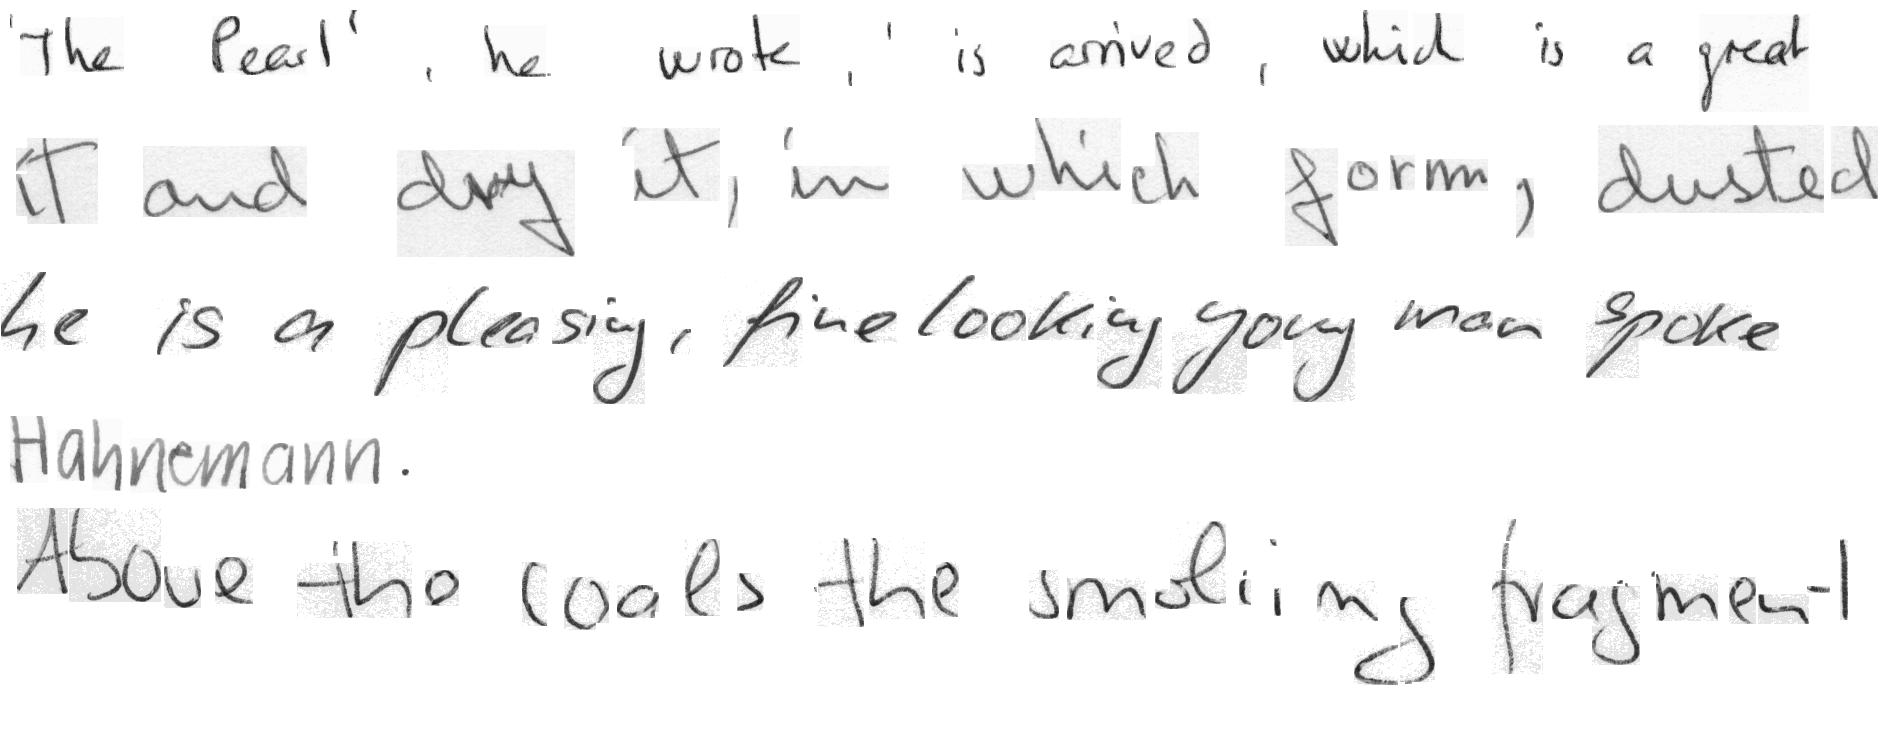 'The Pearl', he wrote, 'is arrived, which is a great
it and dry it, in which form, dusted
he is a pleasing, fine looking young man spoke
Hahnemann.
Above the coals the smoking fragment